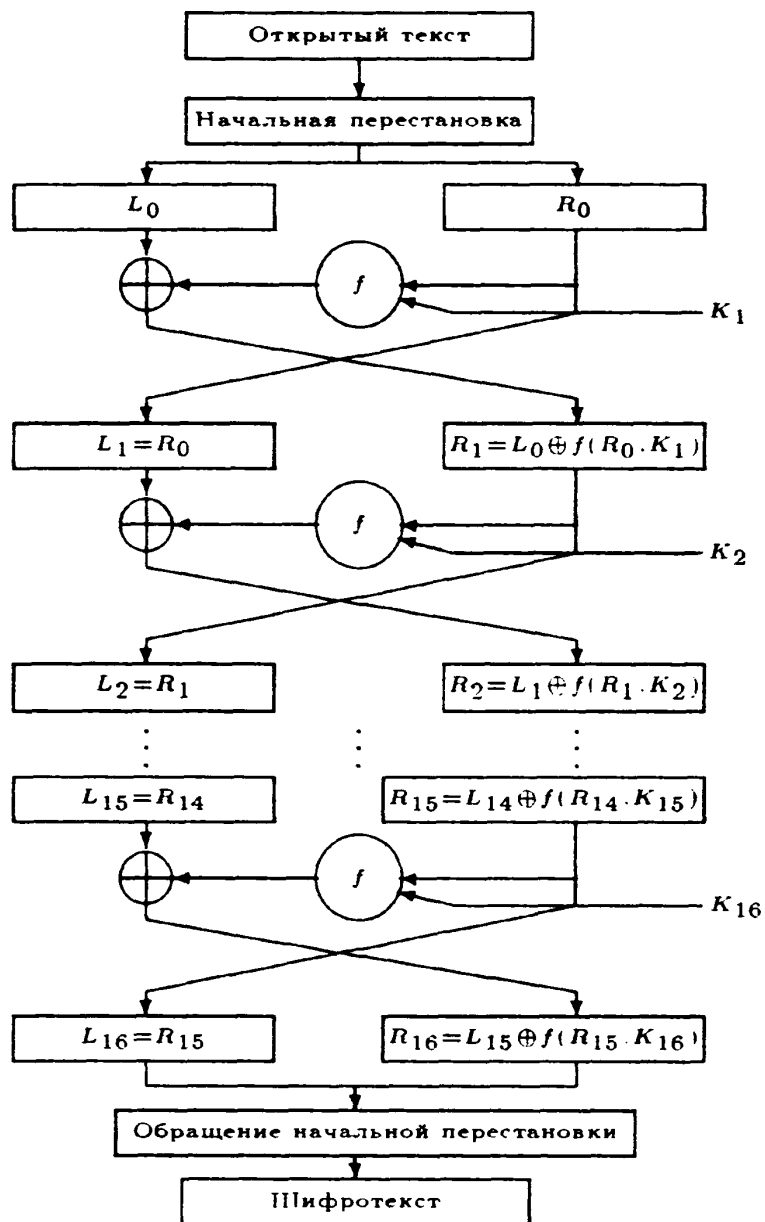 Открытый текст
Начальная перестановка
L₀
R₀
f
K₁
L₁=R₀
R₁=L₀⊕f(R₀.K₁)
f
K₂
L₂=R₁
R₂=L₁⊕f(R₁.K₂)
L₁₅=R₁₄
R₁₅=L₁₄⊕f(R₁₄.K₁₅)
f
K₁₆
L₁₆=R₁₅
R₁₆=L₁₅⊕f(R₁₅.K₁₆)
Обращение начальной перестановки
Шифротекст